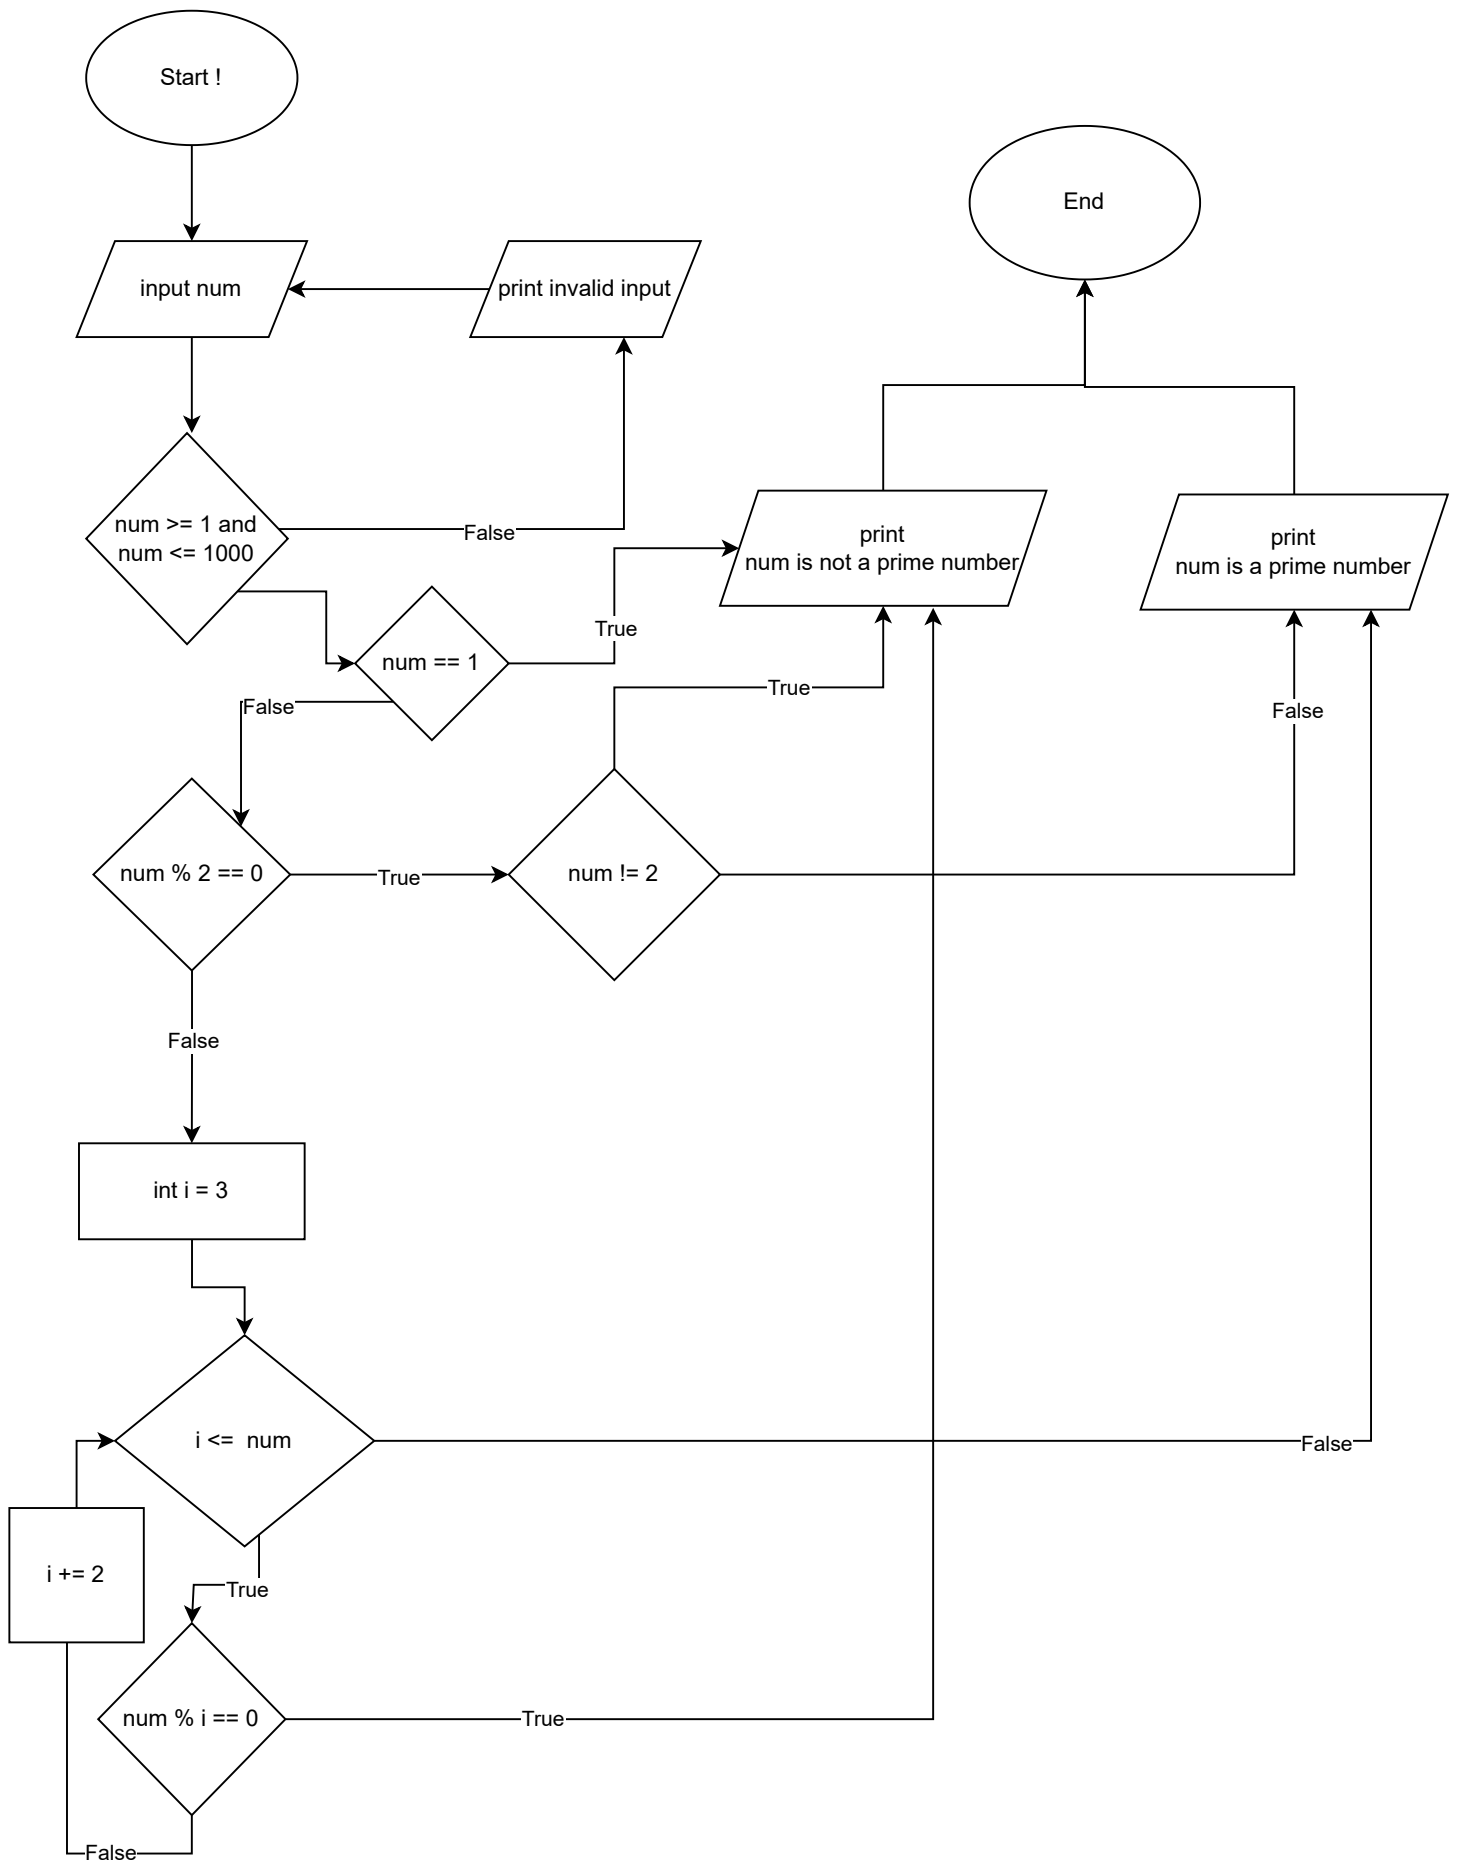 Start !
End
input num
print invalid input
num >= 1 and
num <= 1000
False
print
num is not a prime number
print
num is a prime number
True
num == 1
False
True
False
num % 2 == 0
True
num != 2
False
int i = 3
i <=  num
False
i += 2
True
num % i == 0
True
False